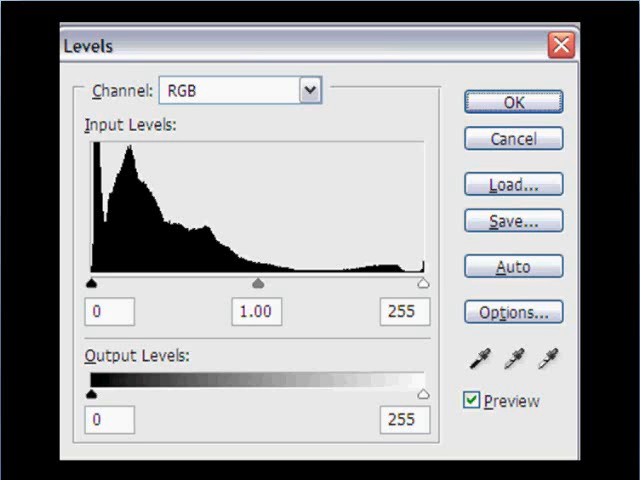 Levels
Channel: RGB
Input Levels:
0 1.00 255
Output Levels:
0 255
OK
Cancel
Load...
Save...
Auto
Options...
Preview